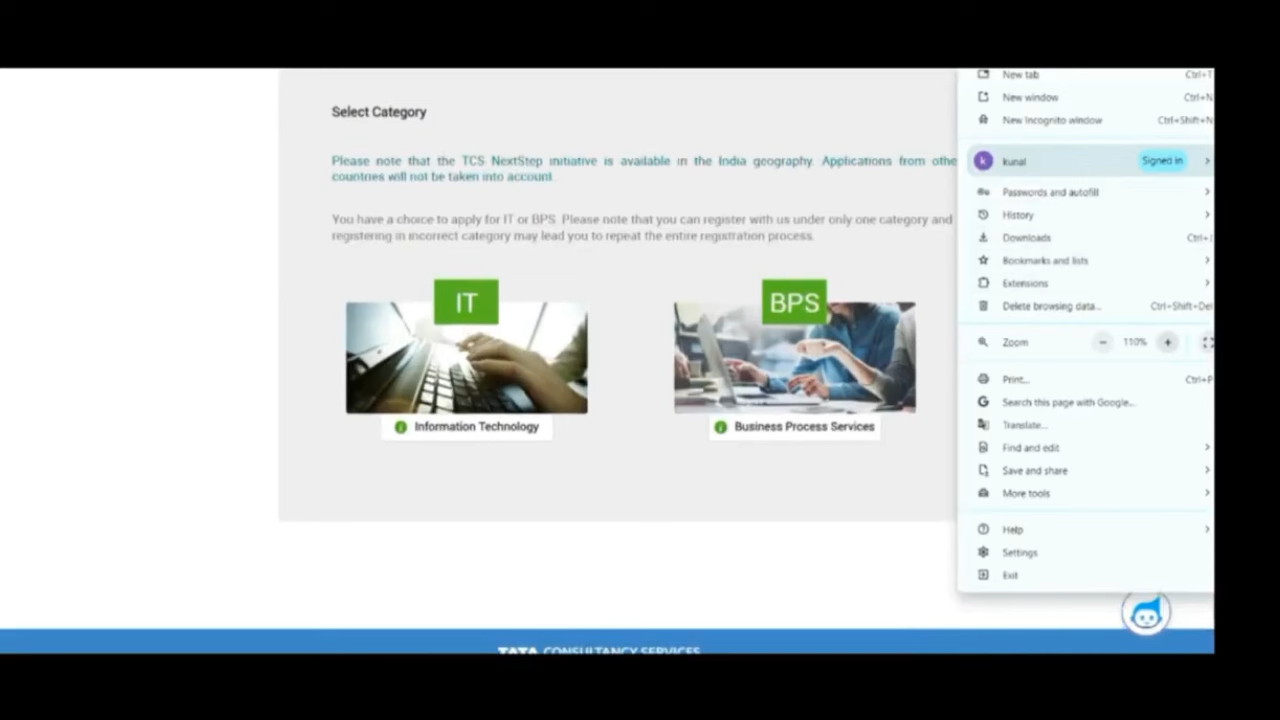 Select Category
Please note that the TCS NextStep initiative is available in the India geography. Applications from othe
countries will not be taken into account.
You have a choice to apply for IT or BPS. Please note that you can register with us under only one category and
registering in incorrect category may lead you to repeat the entire registration process.
IT
BPS
Information Technology
Business Process Services
New tab Ctrl+T
New window Ctrl+N
New Incognito window Ctrl+Shift+N
k kunal Signed in
Passwords and autofill
History
Downloads Ctrl+J
Bookmarks and lists
Extensions
Delete browsing data... Ctrl+Shift+Del
Zoom − 110% +
Print... Ctrl+P
Search this page with Google...
Translate...
Find and edit
Save and share
More tools
Help
Settings
Exit
TATA CONSULTANCY SERVICES